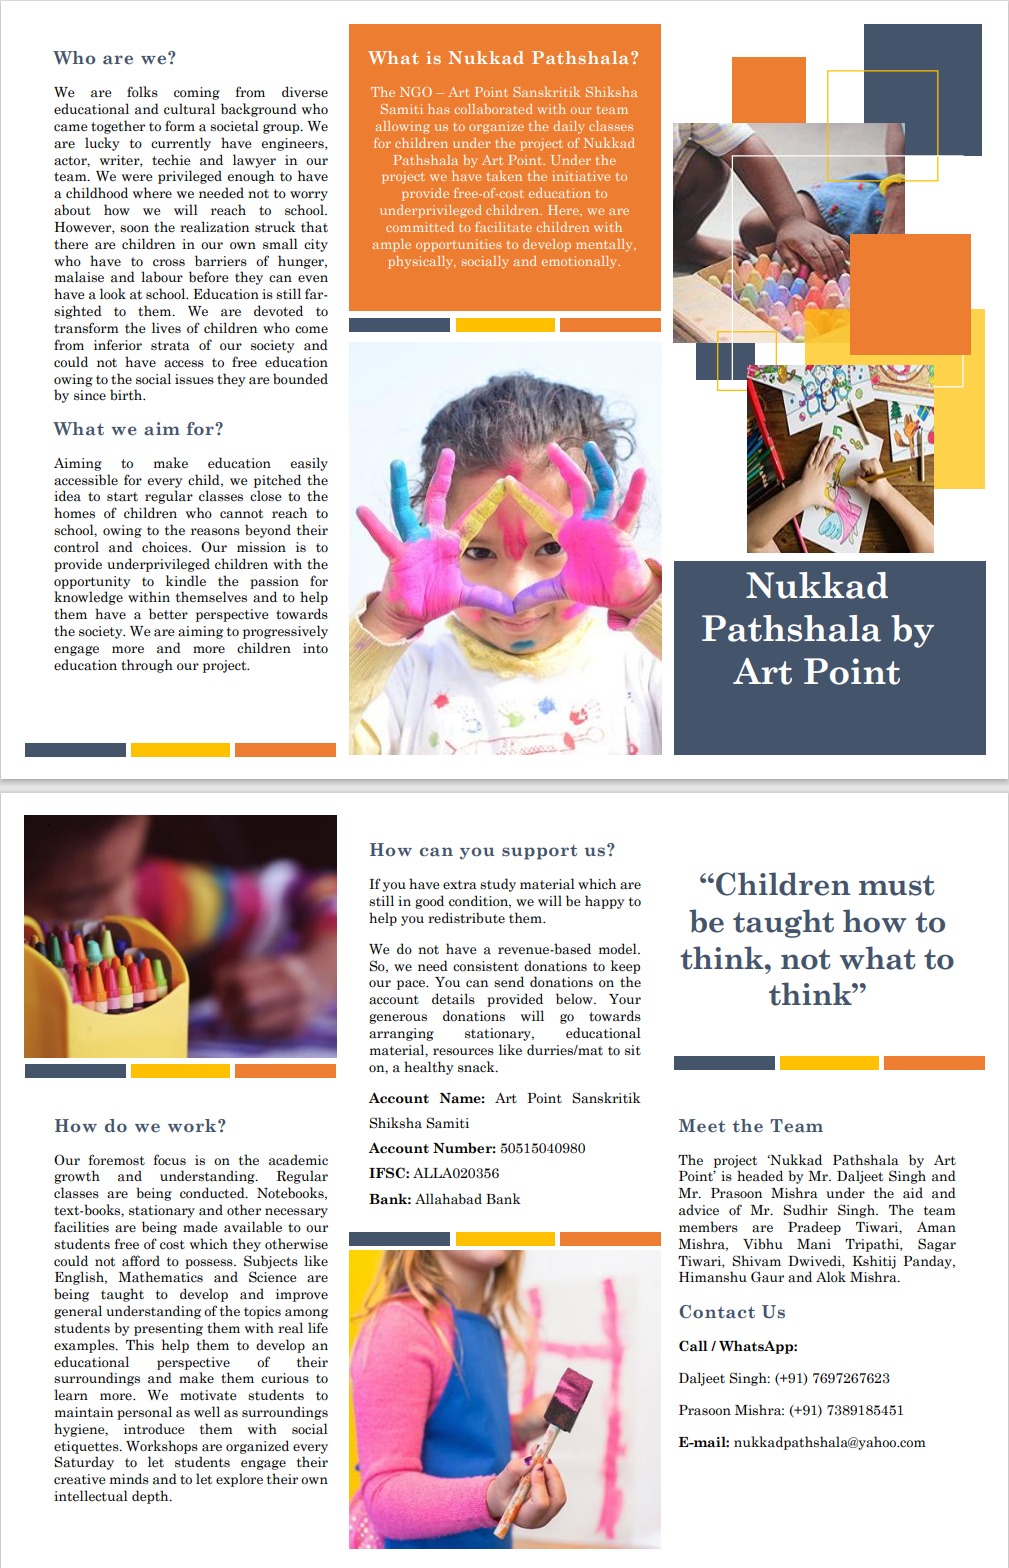 Who are we?
We are folks coming from diverse
educational and cultural background who
came together to form a societal group. We
are lucky to currently have engineers,
actor, writer, techie and lawyer in our
team. We were privileged enough to have
a childhood where we needed not to worry
about how we will reach to school.
However, soon the realization struck that
there are children in our own small city
who have to cross barriers of hunger,
malaise and labour before they can even
have a look at school. Education is still far-
sighted to them. We are devoted to
transform the lives of children who come
from inferior strata of our society and
could not have access to free education
owing to the social issues they are bounded
by since birth.
What we aim for?
Aiming to make education easily
accessible for every child, we pitched the
idea to start regular classes close to the
homes of children who cannot reach to
school, owing to the reasons beyond their
control and choices. Our mission is to
provide underprivileged children with the
opportunity to kindle the passion for
knowledge within themselves and to help
them have a better perspective towards
the society. We are aiming to progressively
engage more and more children into
education through our project.
What is Nukkad Pathshala?
The NGO – Art Point Sanskritik Shiksha
Samiti has collaborated with our team
allowing us to organize the daily classes
for children under the project of Nukkad
Pathshala by Art Point. Under the
project we have taken the initiative to
provide free-of-cost education to
underprivileged children. Here, we are
committed to facilitate children with
ample opportunities to develop mentally,
physically, socially and emotionally.
Nukkad
Pathshala by
Art Point
How do we work?
Our foremost focus is on the academic
growth and understanding. Regular
classes are being conducted. Notebooks,
text-books, stationary and other necessary
facilities are being made available to our
students free of cost which they otherwise
could not afford to possess. Subjects like
English, Mathematics and Science are
being taught to develop and improve
general understanding of the topics among
students by presenting them with real life
examples. This help them to develop an
educational perspective of their
surroundings and make them curious to
learn more. We motivate students to
maintain personal as well as surroundings
hygiene, introduce them with social
etiquettes. Workshops are organized every
Saturday to let students engage their
creative minds and to let explore their own
intellectual depth.
How can you support us?
If you have extra study material which are
still in good condition, we will be happy to
help you redistribute them.
We do not have a revenue-based model.
So, we need consistent donations to keep
our pace. You can send donations on the
account details provided below. Your
generous donations will go towards
arranging stationary, educational
material, resources like durries/mat to sit
on, a healthy snack.
Account Name: Art Point Sanskritik
Shiksha Samiti
Account Number: 50515040980
IFSC: ALLA020356
Bank: Allahabad Bank
“Children must
be taught how to
think, not what to
think”
Meet the Team
The project ‘Nukkad Pathshala by Art
Point’ is headed by Mr. Daljeet Singh and
Mr. Prasoon Mishra under the aid and
advice of Mr. Sudhir Singh. The team
members are Pradeep Tiwari, Aman
Mishra, Vibhu Mani Tripathi, Sagar
Tiwari, Shivam Dwivedi, Kshitij Panday,
Himanshu Gaur and Alok Mishra.
Contact Us
Call / WhatsApp:
Daljeet Singh: (+91) 7697267623
Prasoon Mishra: (+91) 7389185451
E-mail: nukkadpathshala@yahoo.com